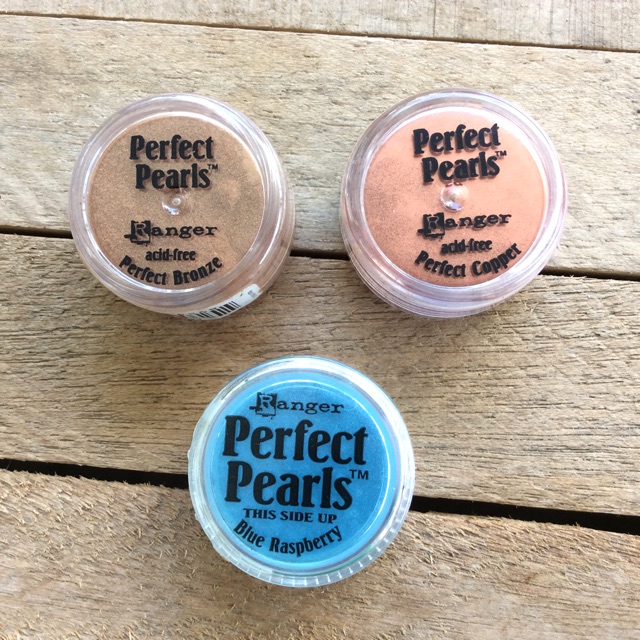 Perfect
Pearls™
Ranger
acid-free
Perfect Bronze
Perfect
Pearls™
Ranger
acid-free
Perfect Copper
Ranger
Perfect
Pearls™
THIS SIDE UP
Blue Raspberry